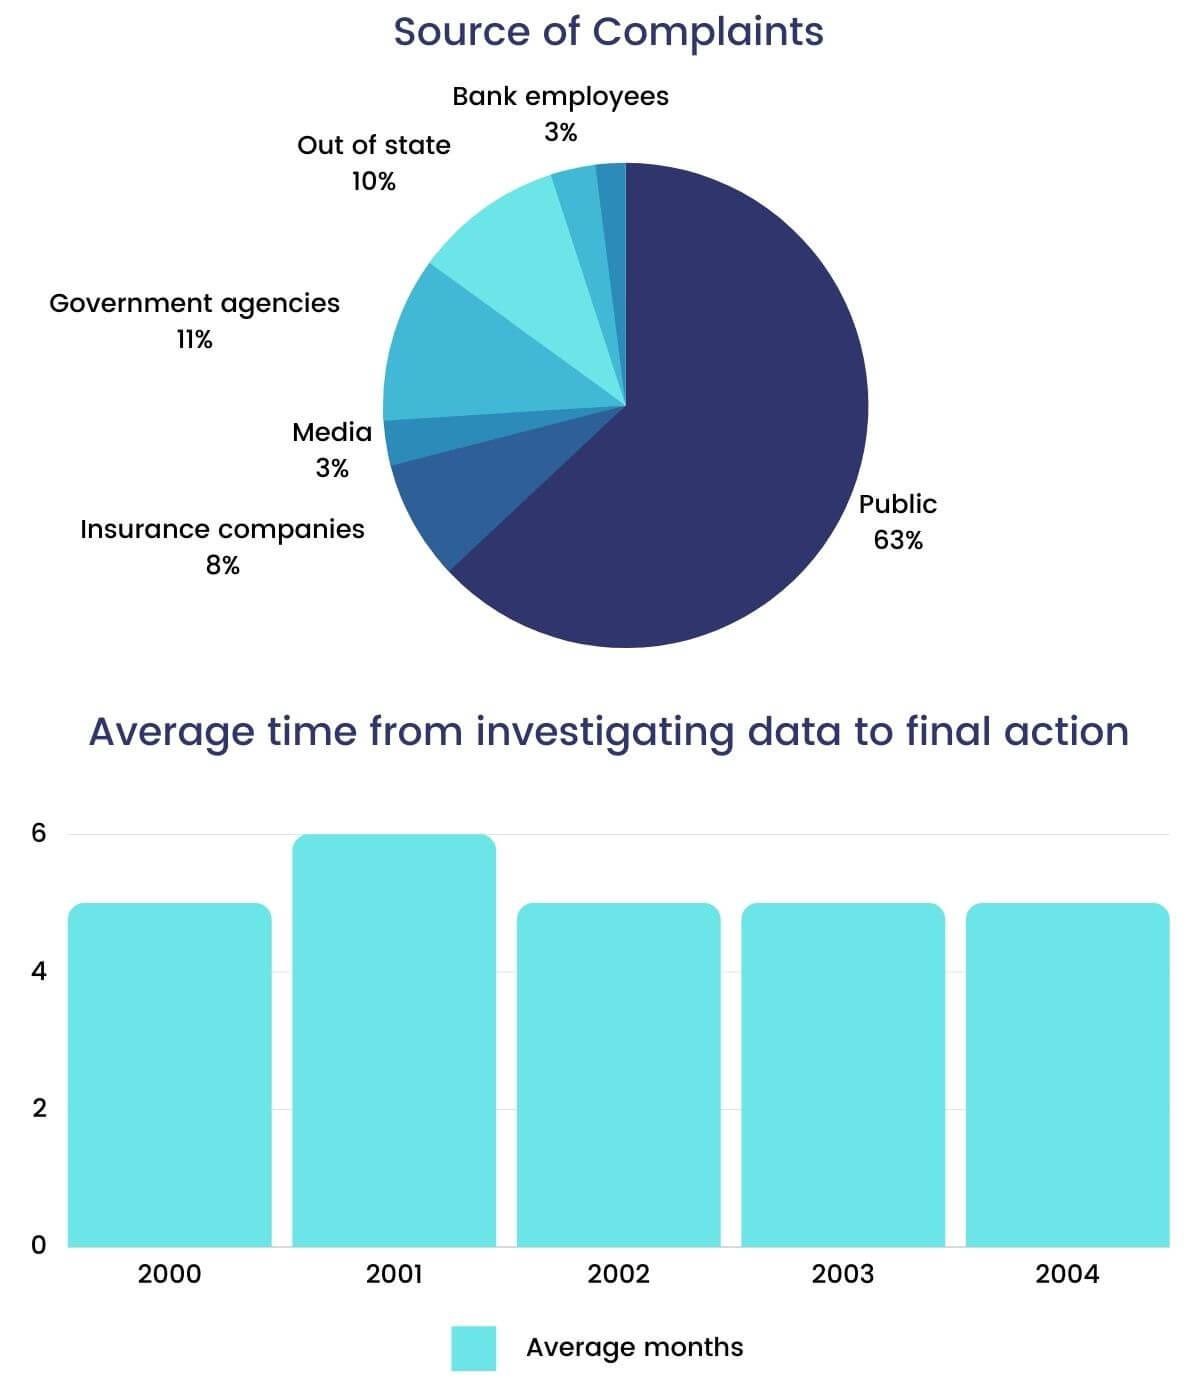 Source of Complaints
Bank employees
3%
Out of state
10%
Government agencies
11%
Media
3%
Insurance companies
8%
Public
63%
Average time from investigating data to final action
6
4
2
0
2000 2001 2002 2003 2004
Average months